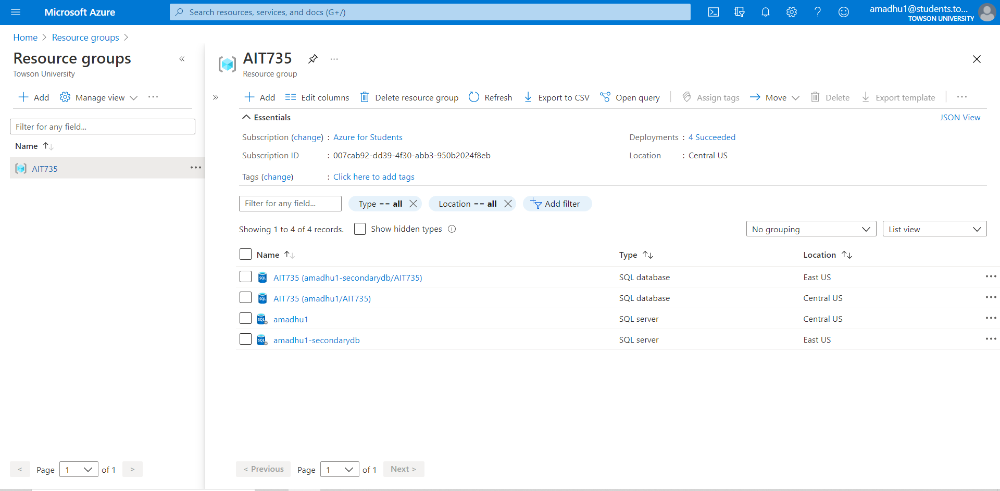 Microsoft Azure
Search resources, services, and docs (G+/)
amadhu1@students.to...
TOWSON UNIVERSITY
Home > Resource groups >
Resource groups
Towson University
«
Add Manage view ...
Filter for any field...
Name ↑↓
AIT735 ...
< Page 1 of 1 >
AIT735 ...
Resource group
»
Add Edit columns Delete resource group Refresh Export to CSV Open query Assign tags Move Delete Export template ...
Essentials JSON View
Subscription (change) : Azure for Students Deployments : 4 Succeeded
Subscription ID : 007cab92-dd39-4f30-abb3-950b2024f8eb Location : Central US
Tags (change) : Click here to add tags
Filter for any field... Type == all Location == all Add filter
Showing 1 to 4 of 4 records. Show hidden types No grouping List view
Name ↑↓ Type ↑↓ Location ↑↓
SQL AIT735 (amadhu1-secondarydb/AIT735) SQL database East US ...
SQL AIT735 (amadhu1/AIT735) SQL database Central US ...
SQL amadhu1 SQL server Central US ...
SQL amadhu1-secondarydb SQL server East US ...
< Previous Page 1 of 1 Next >